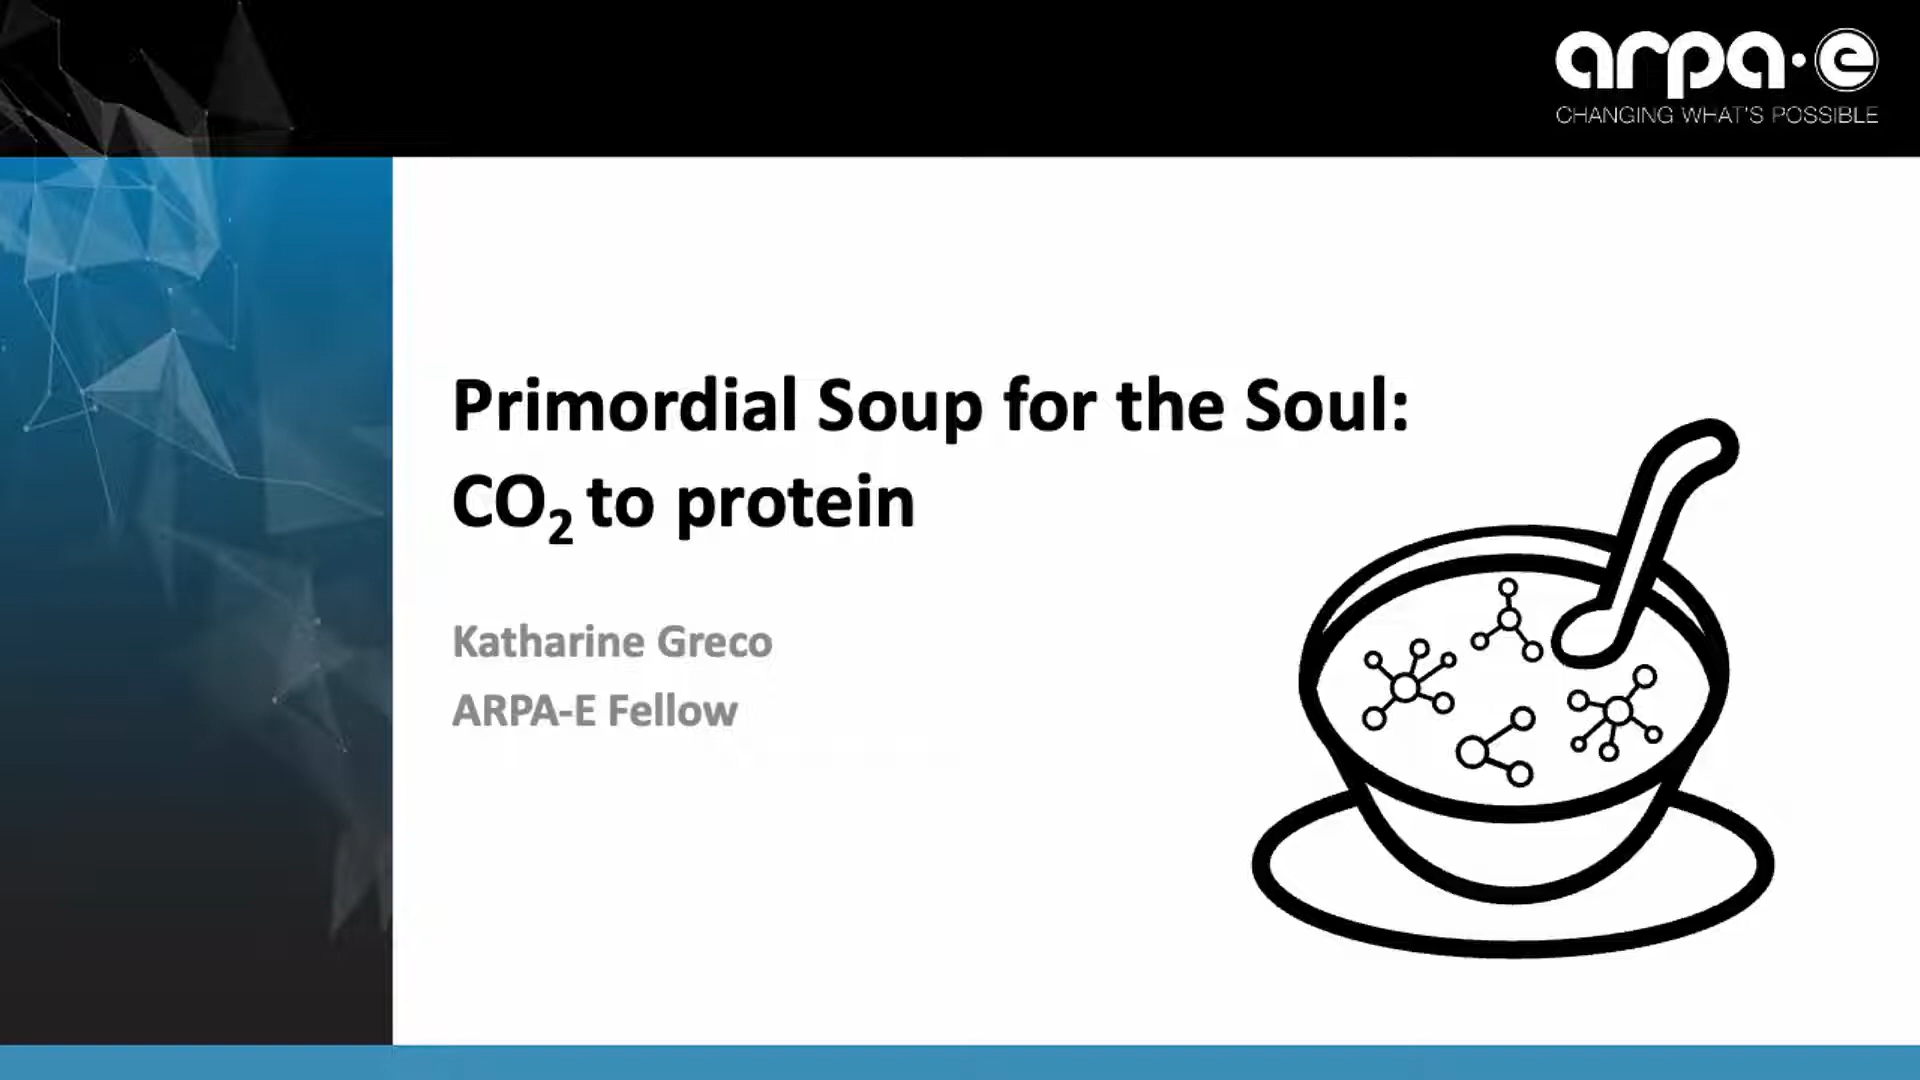 arpa·e
CHANGING WHAT'S POSSIBLE
Primordial Soup for the Soul:
CO₂ to protein
Katharine Greco
ARPA-E Fellow